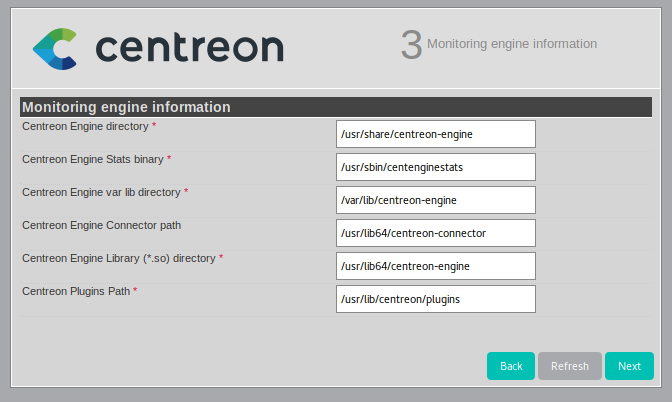 centreon
3 Monitoring engine information
Monitoring engine information
Centreon Engine directory * /usr/share/centreon-engine
Centreon Engine Stats binary * /usr/sbin/centenginestats
Centreon Engine var lib directory * /var/lib/centreon-engine
Centreon Engine Connector path /usr/lib64/centreon-connector
Centreon Engine Library (*.so) directory * /usr/lib64/centreon-engine
Centreon Plugins Path * /usr/lib/centreon/plugins
Back Refresh Next